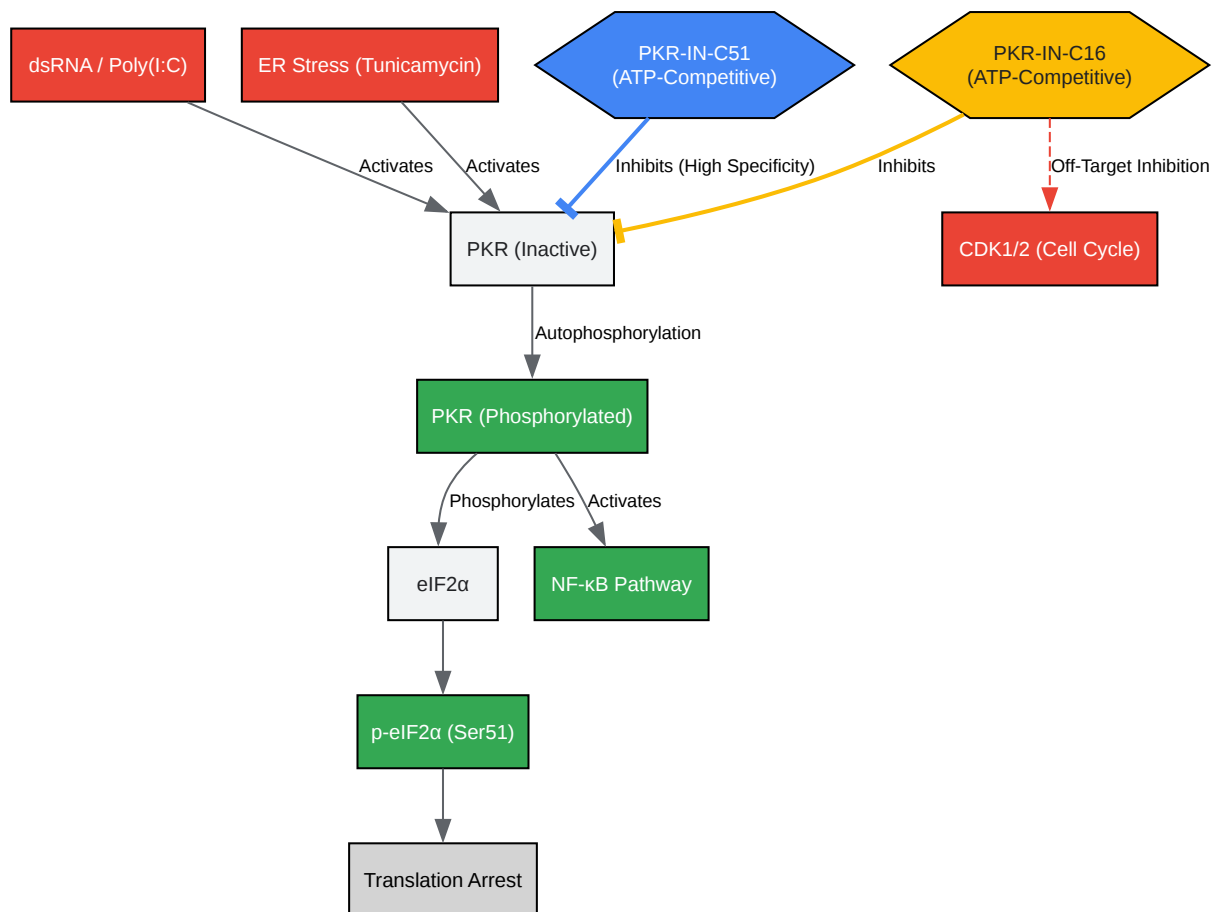 dsRNA / Poly(I:C)
ER Stress (Tunicamycin)
PKR-IN-C51
(ATP-Competitive)
PKR-IN-C16
(ATP-Competitive)
Activates
Activates
Inhibits (High Specificity)
Inhibits
Off-Target Inhibition
PKR (Inactive)
CDK1/2 (Cell Cycle)
Autophosphorylation
PKR (Phosphorylated)
Phosphorylates
Activates
eIF2α
NF-κB Pathway
p-eIF2α (Ser51)
Translation Arrest